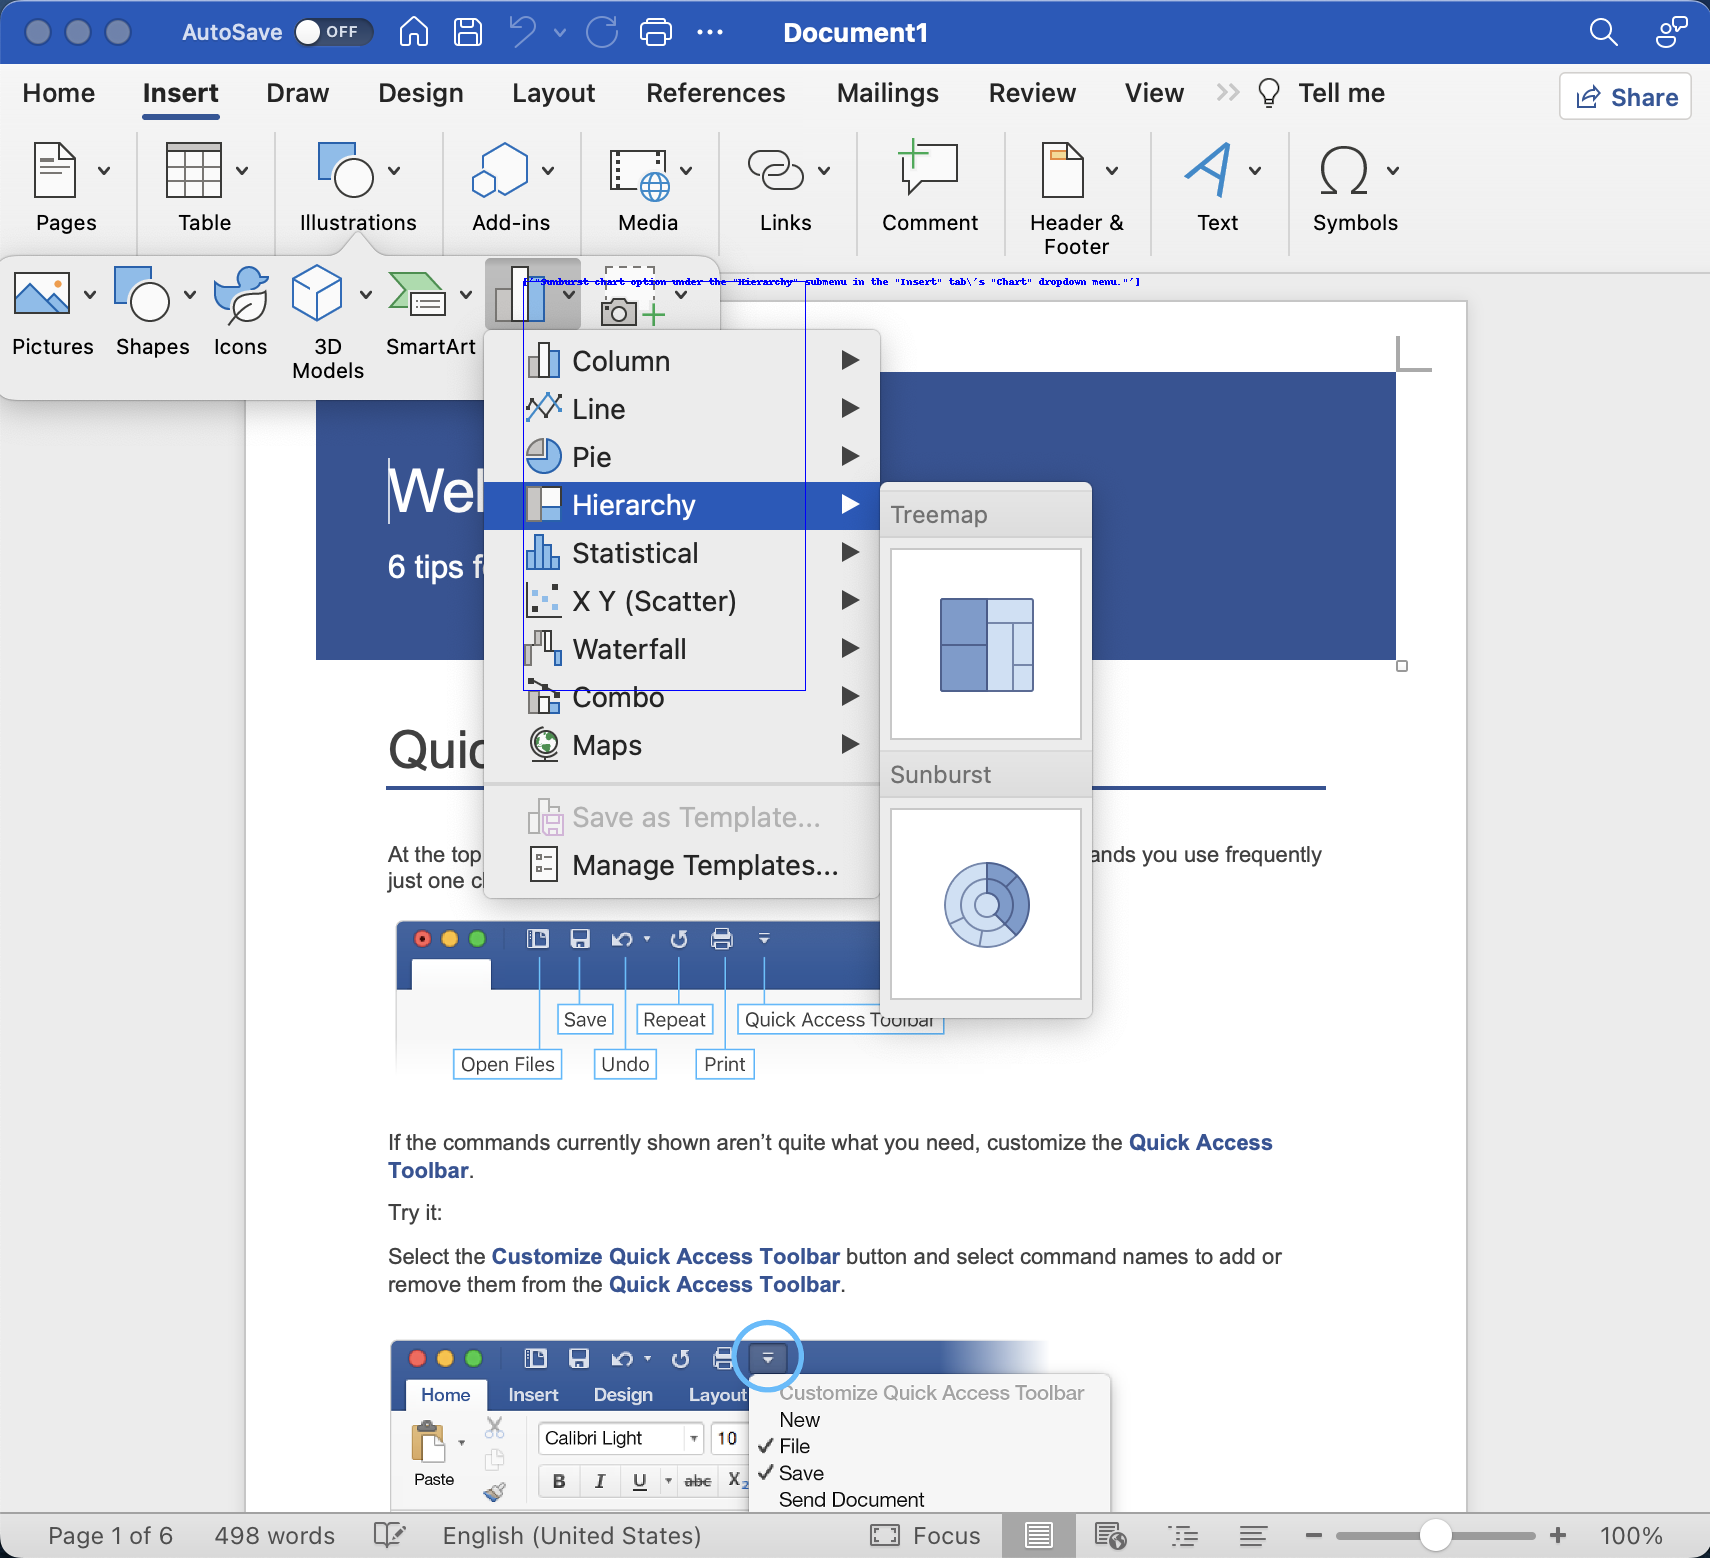 AutoSave OFF Document1
Home Insert Draw Design Layout References Mailings Review View Tell me Share
Pages Table Illustrations Add-ins Media Links Comment Header & Footer Text Symbols
["Sunburst chart option under the "Hierarchy" submenu in the "Insert" tab\'s "Chart" dropdown menu."']
Pictures Shapes Icons 3D Models SmartArt
Column
Line
Pie
Hierarchy
Statistical
X Y (Scatter)
Waterfall
Combo
Maps
Save as Template...
Manage Templates...
Treemap
Sunburst
Wel
6 tips f
Quic
At the top
ands you use frequently
just one c
Save Repeat Quick Access Toolbar
Open Files Undo Print
If the commands currently shown aren’t quite what you need, customize the Quick Access
Toolbar.
Try it:
Select the Customize Quick Access Toolbar button and select command names to add or
remove them from the Quick Access Toolbar.
Home Insert Design Layout
Customize Quick Access Toolbar
New
File
Save
Send Document
Calibri Light 10
Paste
B I U abc X2
Page 1 of 6 498 words English (United States) Focus 100%